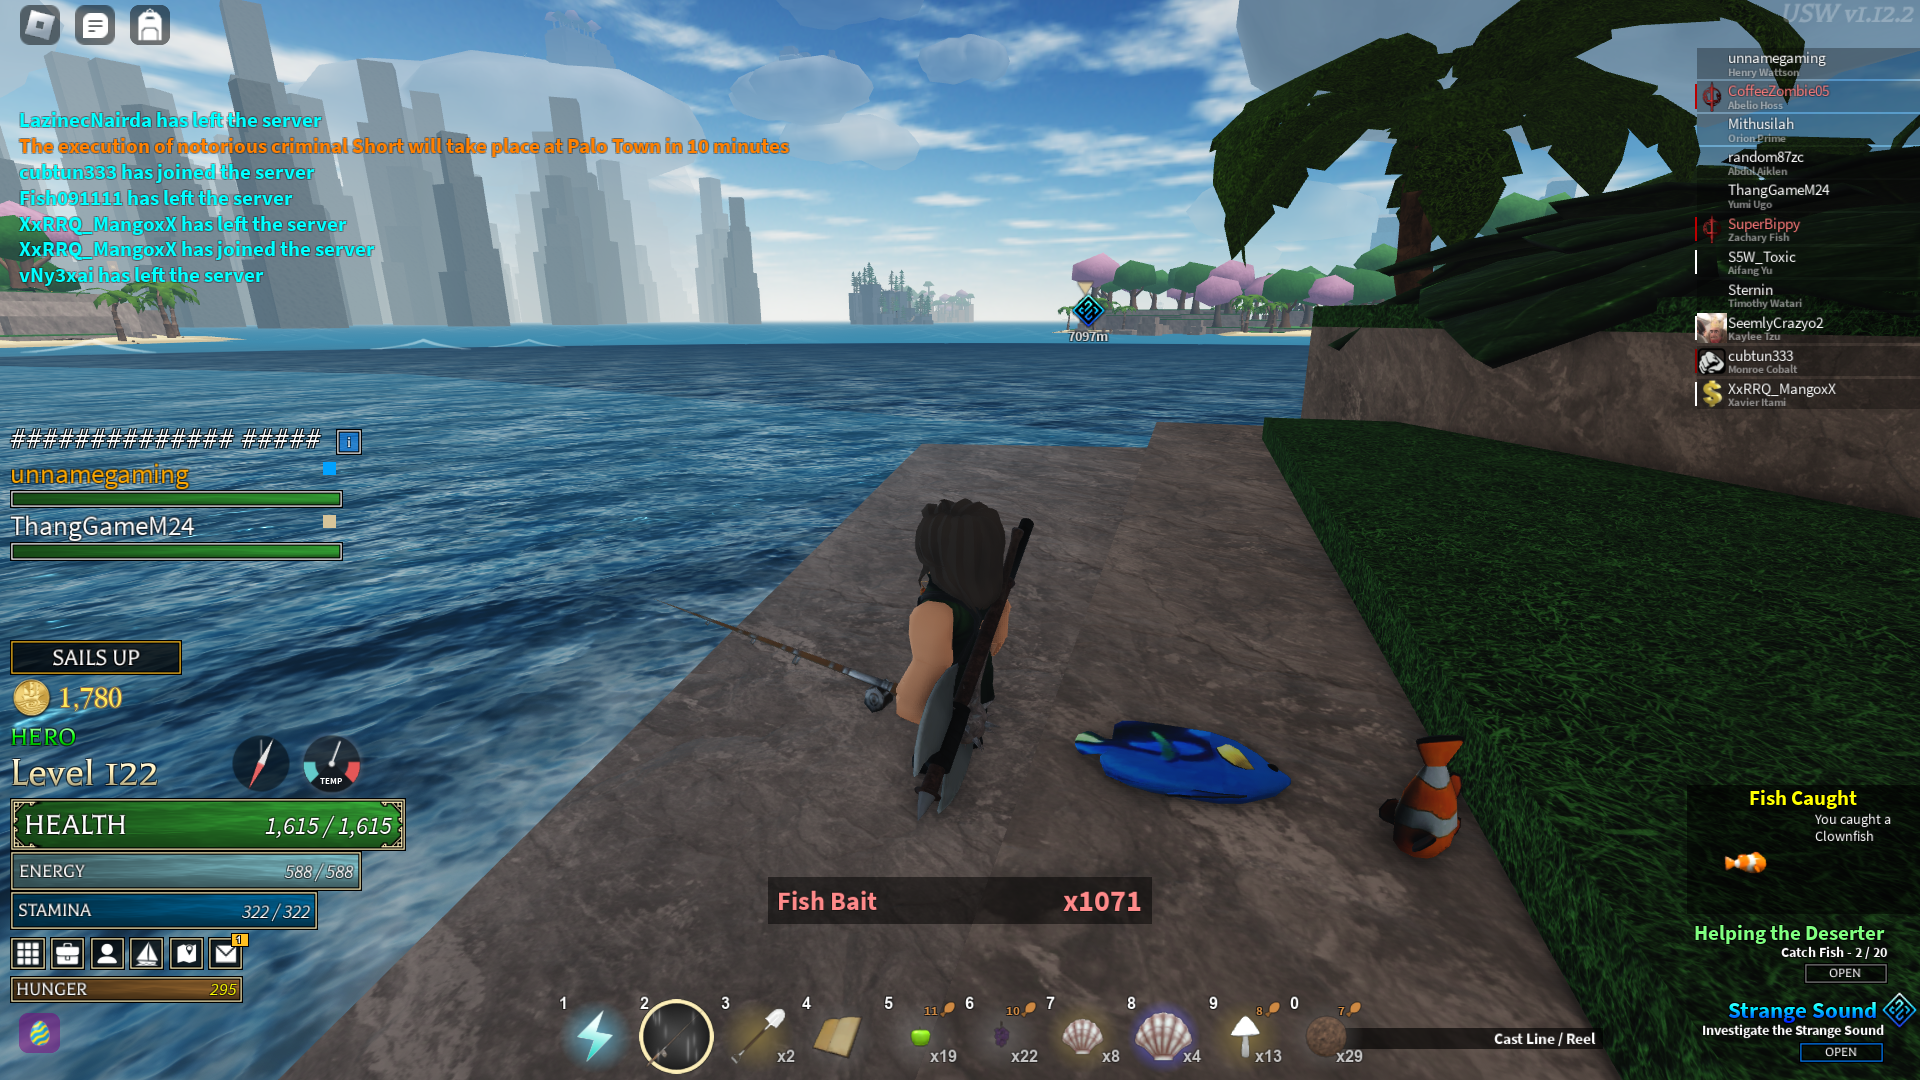 USW v1.12.2
LazinecNairda has left the server
The execution of notorious criminal Short will take place at Palo Town in 10 minutes
cubtun333 has joined the server
Fish091111 has left the server
XxRRQ_MangoxX has left the server
XxRRQ_MangoxX has joined the server
vNy3xai has left the server
unnamegaming
Henry Wattson
CoffeeZombie05
Abelio Hoss
Mithusilah
Orion Prime
random87zc
Abdul Aiklen
ThangGameM24
Yumi Ugo
SuperBippy
Zachary Fish
S5W_Toxic
Aifang Yu
Sternin
Timothy Watari
SeemlyCrazyo2
Kaylee Tzu
cubtun333
Monroe Cobalt
XxRRQ_MangoxX
Xavier Itami
7097m
############## #####
i
unnamegaming
ThangGameM24
SAILS UP
1,780
HERO
Level 122
TEMP
HEALTH 1,615 / 1,615
ENERGY 588 / 588
STAMINA 322 / 322
1
HUNGER 295
Fish Bait x1071
1 2 3 4 5 6 7 8 9 0
11 10 8 7
x2 x19 x22 x8 x4 x13 x29
Cast Line / Reel
Fish Caught
You caught a
Clownfish
Helping the Deserter
Catch Fish - 2 / 20
OPEN
Strange Sound
Investigate the Strange Sound
OPEN